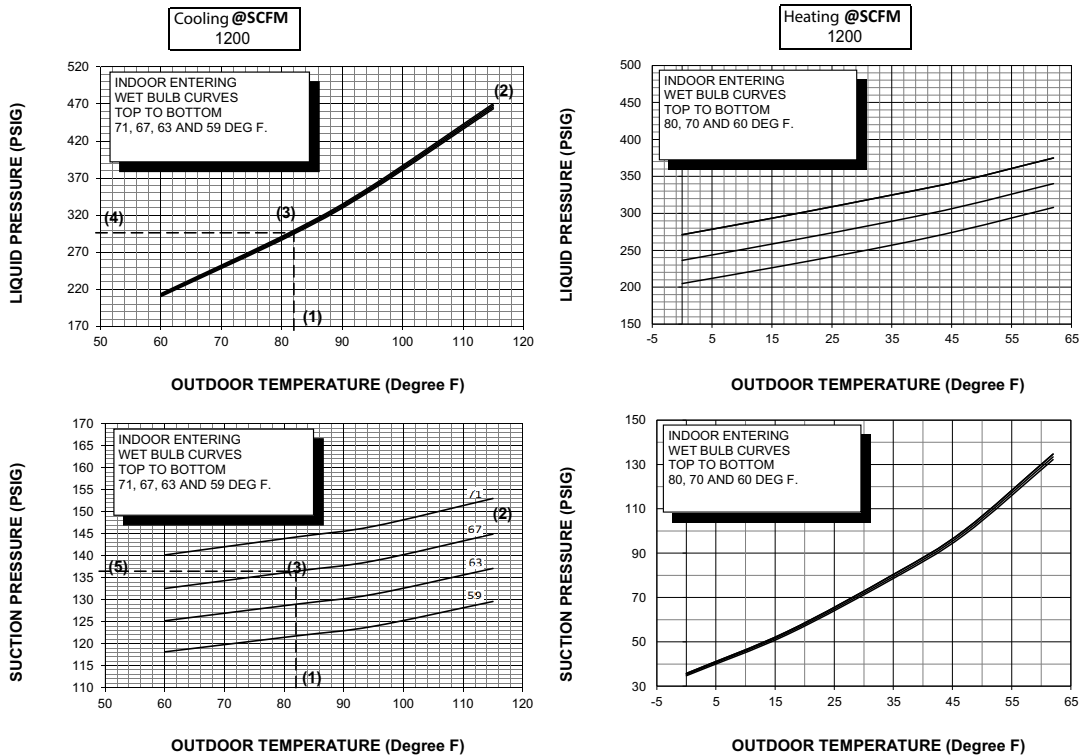 Cooling @SCFM
1200
520
470
420
370
320
270
220
170
LIQUID PRESSURE (PSIG)
INDOOR ENTERING
WET BULB CURVES
TOP TO BOTTOM
71, 67, 63 AND 59 DEG F.
(2)
(3)
(4)
(1)
50 60 70 80 90 100 110 120
OUTDOOR TEMPERATURE (Degree F)
Heating @SCFM
1200
500
450
400
350
300
250
200
150
LIQUID PRESSURE (PSIG)
INDOOR ENTERING
WET BULB CURVES
TOP TO BOTTOM
80, 70 AND 60 DEG F.
-5 5 15 25 35 45 55 65
OUTDOOR TEMPERATURE (Degree F)
170
165
160
155
150
145
140
135
130
125
120
115
110
SUCTION PRESSURE (PSIG)
INDOOR ENTERING
WET BULB CURVES
TOP TO BOTTOM
71, 67, 63 AND 59 DEG F.
71
(2)
67
(5)
(3)
63
59
(1)
50 60 70 80 90 100 110 120
OUTDOOR TEMPERATURE (Degree F)
150
130
110
90
70
50
30
SUCTION PRESSURE (PSIG)
INDOOR ENTERING
WET BULB CURVES
TOP TO BOTTOM
80, 70 AND 60 DEG F.
-5 5 15 25 35 45 55 65
OUTDOOR TEMPERATURE (Degree F)